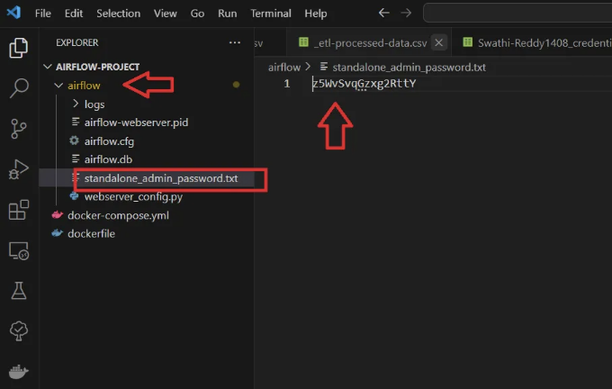 File Edit Selection View Go Run Terminal Help
EXPLORER
AIRFLOW-PROJECT
airflow
logs
airflow-webserver.pid
airflow.cfg
airflow.db
standalone_admin_password.txt
webserver_config.py
docker-compose.yml
dockerfile
sv _etl-processed-data.csv Swathi-Reddy1408_credenti
airflow > standalone_admin_password.txt
1 z5WvSvqGzxg2RttY